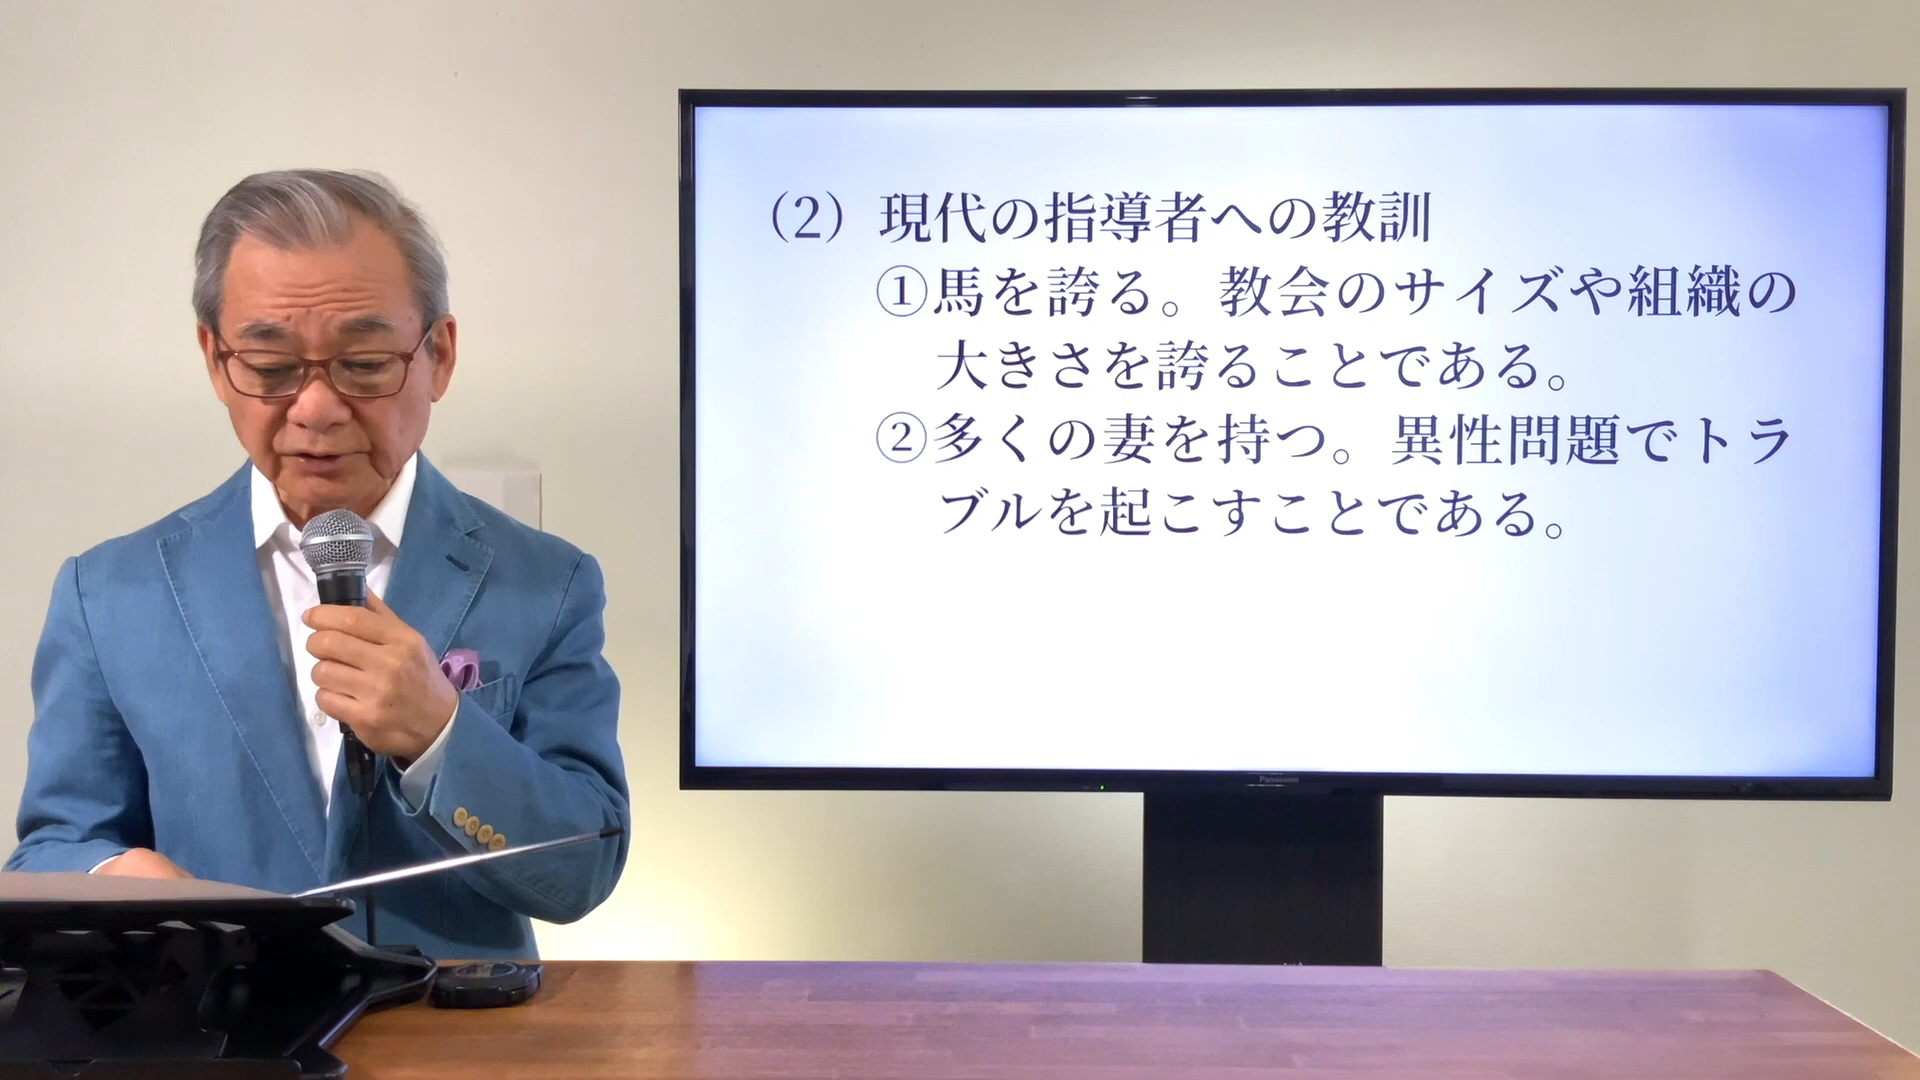 （2）現代の指導者への教訓
①馬を誇る。教会のサイズや組織の
大きさを誇ることである。
②多くの妻を持つ。異性問題でトラ
ブルを起こすことである。
Panasonic